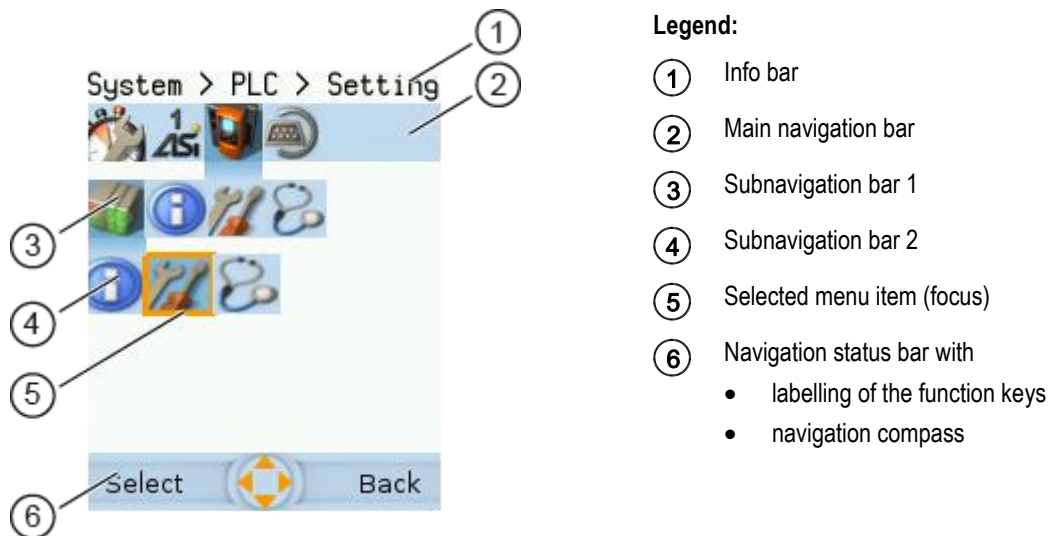 Legend:
1
System > PLC > Setting
2
1
ASi
3
4
5
Select
Back
6
1 Info bar
2 Main navigation bar
3 Subnavigation bar 1
4 Subnavigation bar 2
5 Selected menu item (focus)
6 Navigation status bar with
• labelling of the function keys
• navigation compass